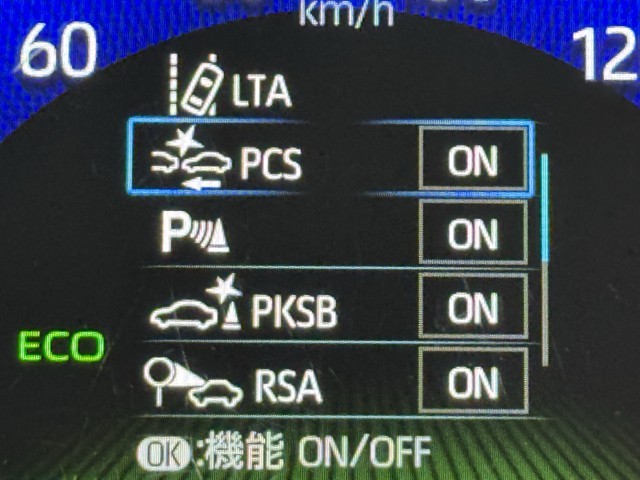 km/h
60
12
LTA
PCS ON
P ON
PKSB ON
ECO
RSA ON
OK:機能 ON/OFF